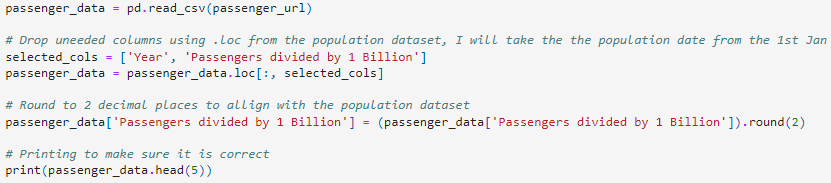 passenger_data = pd.read_csv(passenger_url)
# Drop uneeded columns using .loc from the population dataset, I will take the the population date from the 1st Jan
selected_cols = ['Year', 'Passengers divided by 1 Billion']
passenger_data = passenger_data.loc[:, selected_cols]
# Round to 2 decimal places to allign with the population dataset
passenger_data['Passengers divided by 1 Billion'] = (passenger_data['Passengers divided by 1 Billion']).round(2)
# Printing to make sure it is correct
print(passenger_data.head(5))